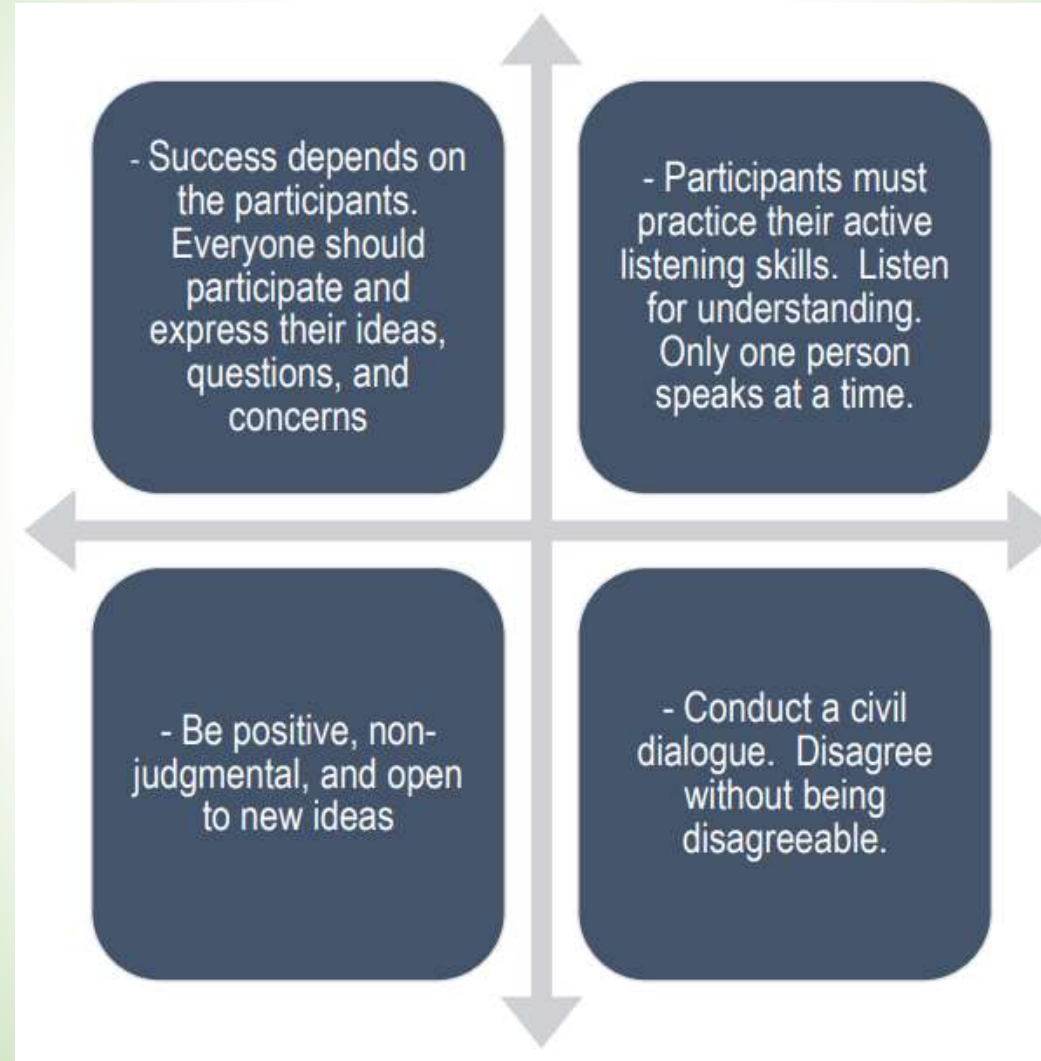 - Success depends on
the participants.
Everyone should
participate and
express their ideas,
questions, and
concerns
- Participants must
practice their active
listening skills.  Listen
for understanding.
Only one person
speaks at a time.
- Be positive, non-
judgmental, and open
to new ideas
- Conduct a civil
dialogue.  Disagree
without being
disagreeable.